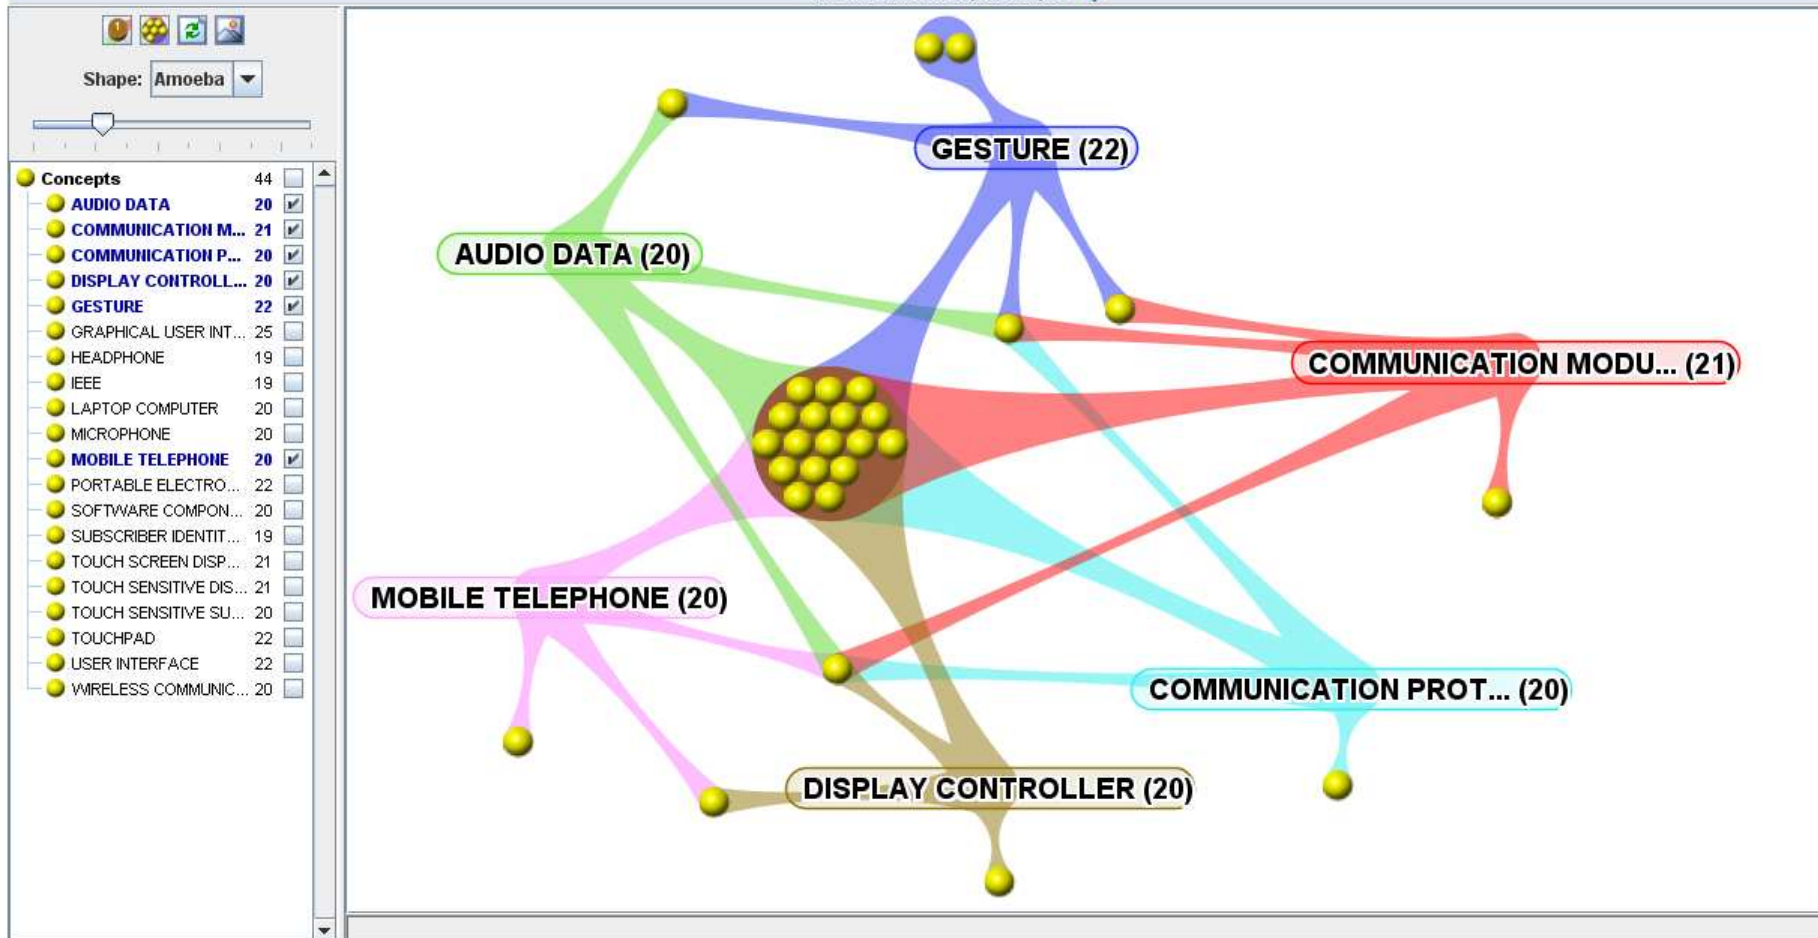 Shape: Amoeba
Concepts 44
AUDIO DATA 20
COMMUNICATION M... 21
COMMUNICATION P... 20
DISPLAY CONTROLL... 20
GESTURE 22
GRAPHICAL USER INT... 25
HEADPHONE 19
IEEE 19
LAPTOP COMPUTER 20
MICROPHONE 20
MOBILE TELEPHONE 20
PORTABLE ELECTRO... 22
SOFTWARE COMPON... 20
SUBSCRIBER IDENTIT... 19
TOUCH SCREEN DISP... 21
TOUCH SENSITIVE DIS... 21
TOUCH SENSITIVE SU... 20
TOUCHPAD 22
USER INTERFACE 22
WIRELESS COMMUNIC... 20
GESTURE (22)
AUDIO DATA (20)
COMMUNICATION MODU... (21)
MOBILE TELEPHONE (20)
COMMUNICATION PROT... (20)
DISPLAY CONTROLLER (20)